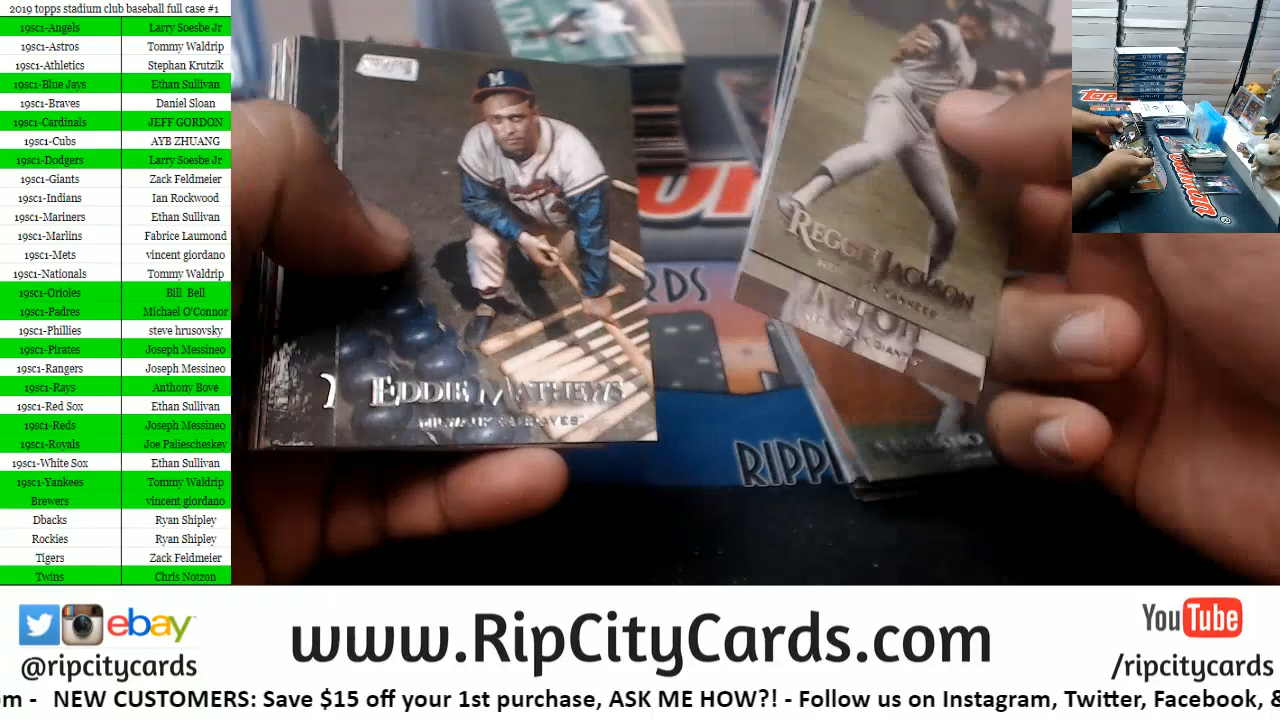 2019 topps stadium club baseball full case #1
19sc1-Angels Larry Soesbe Jr
19sc1-Astros Tommy Waldrip
19sc1-Athletics Stephan Krutzik
19sc1-Blue Jays Ethan Sullivan
19sc1-Braves Daniel Sloan
19sc1-Cardinals JEFF GORDON
19sc1-Cubs AYB ZHUANG
19sc1-Dodgers Larry Soesbe Jr
19sc1-Giants Zack Feldmeier
19sc1-Indians Ian Rockwood
19sc1-Mariners Ethan Sullivan
19sc1-Marlins Fabrice Laumond
19sc1-Mets vincent giordano
19sc1-Nationals Tommy Waldrip
19sc1-Orioles Bill Bell
19sc1-Padres Michael O'Connor
19sc1-Phillies steve hrusovsky
19sc1-Pirates Joseph Messineo
19sc1-Rangers Joseph Messineo
19sc1-Rays Anthony Bove
19sc1-Red Sox Ethan Sullivan
19sc1-Reds Joseph Messineo
19sc1-Royals Joe Paliescheskey
19sc1-White Sox Ethan Sullivan
19sc1-Yankees Tommy Waldrip
Brewers vincent giordano
Dbacks Ryan Shipley
Rockies Ryan Shipley
Tigers Zack Feldmeier
Twins Chris Notzon
M
EDDIE MATHEWS
MILWAUKEE BRAVES
REGGIE JACKSON
YANKEES
RDS
RIPPI
ebay
@ripcitycards
www.RipCityCards.com
YouTube
/ripcitycards
om - NEW CUSTOMERS: Save $15 off your 1st purchase, ASK ME HOW?! - Follow us on Instagram, Twitter, Facebook, &